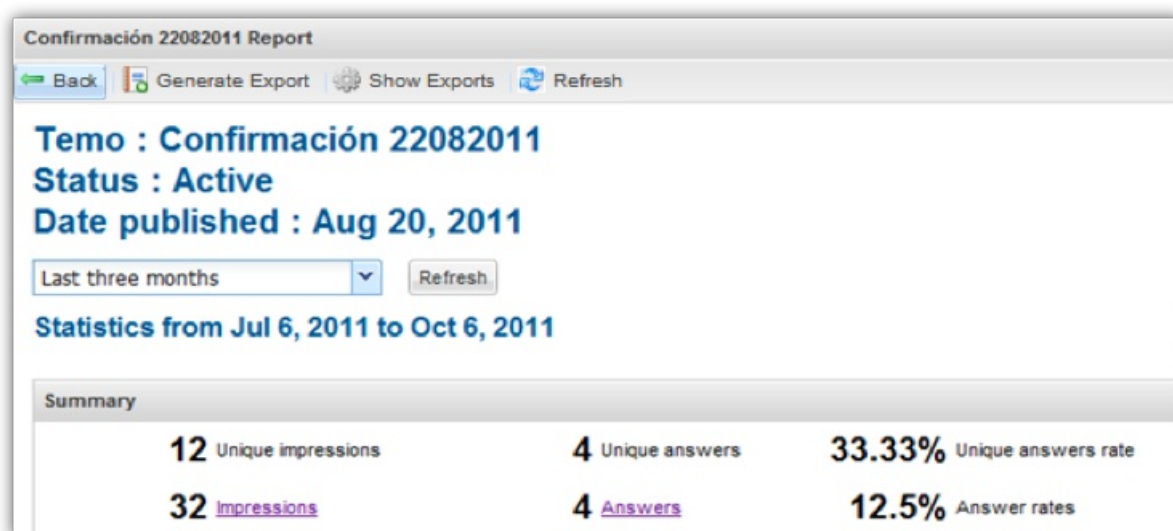 Confirmación 22082011 Report
Back Generate Export Show Exports Refresh
Temo : Confirmación 22082011
Status : Active
Date published : Aug 20, 2011
Last three months Refresh
Statistics from Jul 6, 2011 to Oct 6, 2011
Summary
12 Unique impressions 4 Unique answers 33.33% Unique answers rate
32 Impressions 4 Answers 12.5% Answer rates